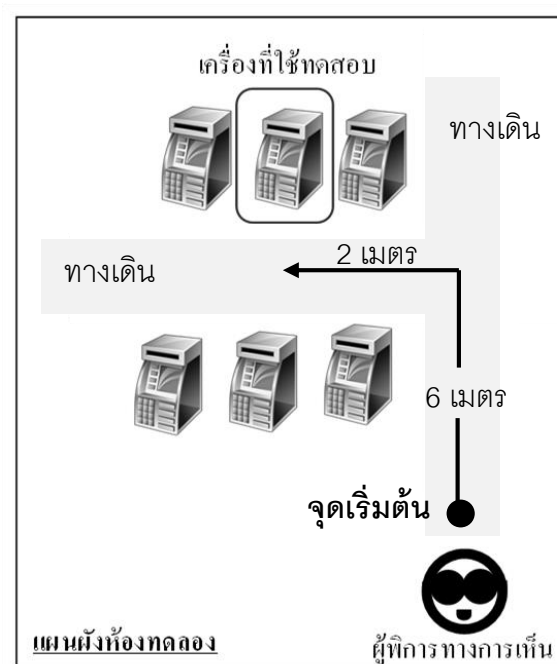 เครื่องที่ใช้ทดสอบ
ทางเดิน
2 เมตร
ทางเดิน
6 เมตร
จุดเริ่มต้น
แผนผังห้องทดลอง
ผู้พิการทางการเห็น